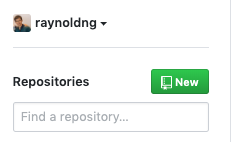 raynoldng
Repositories
New
Find a repository...